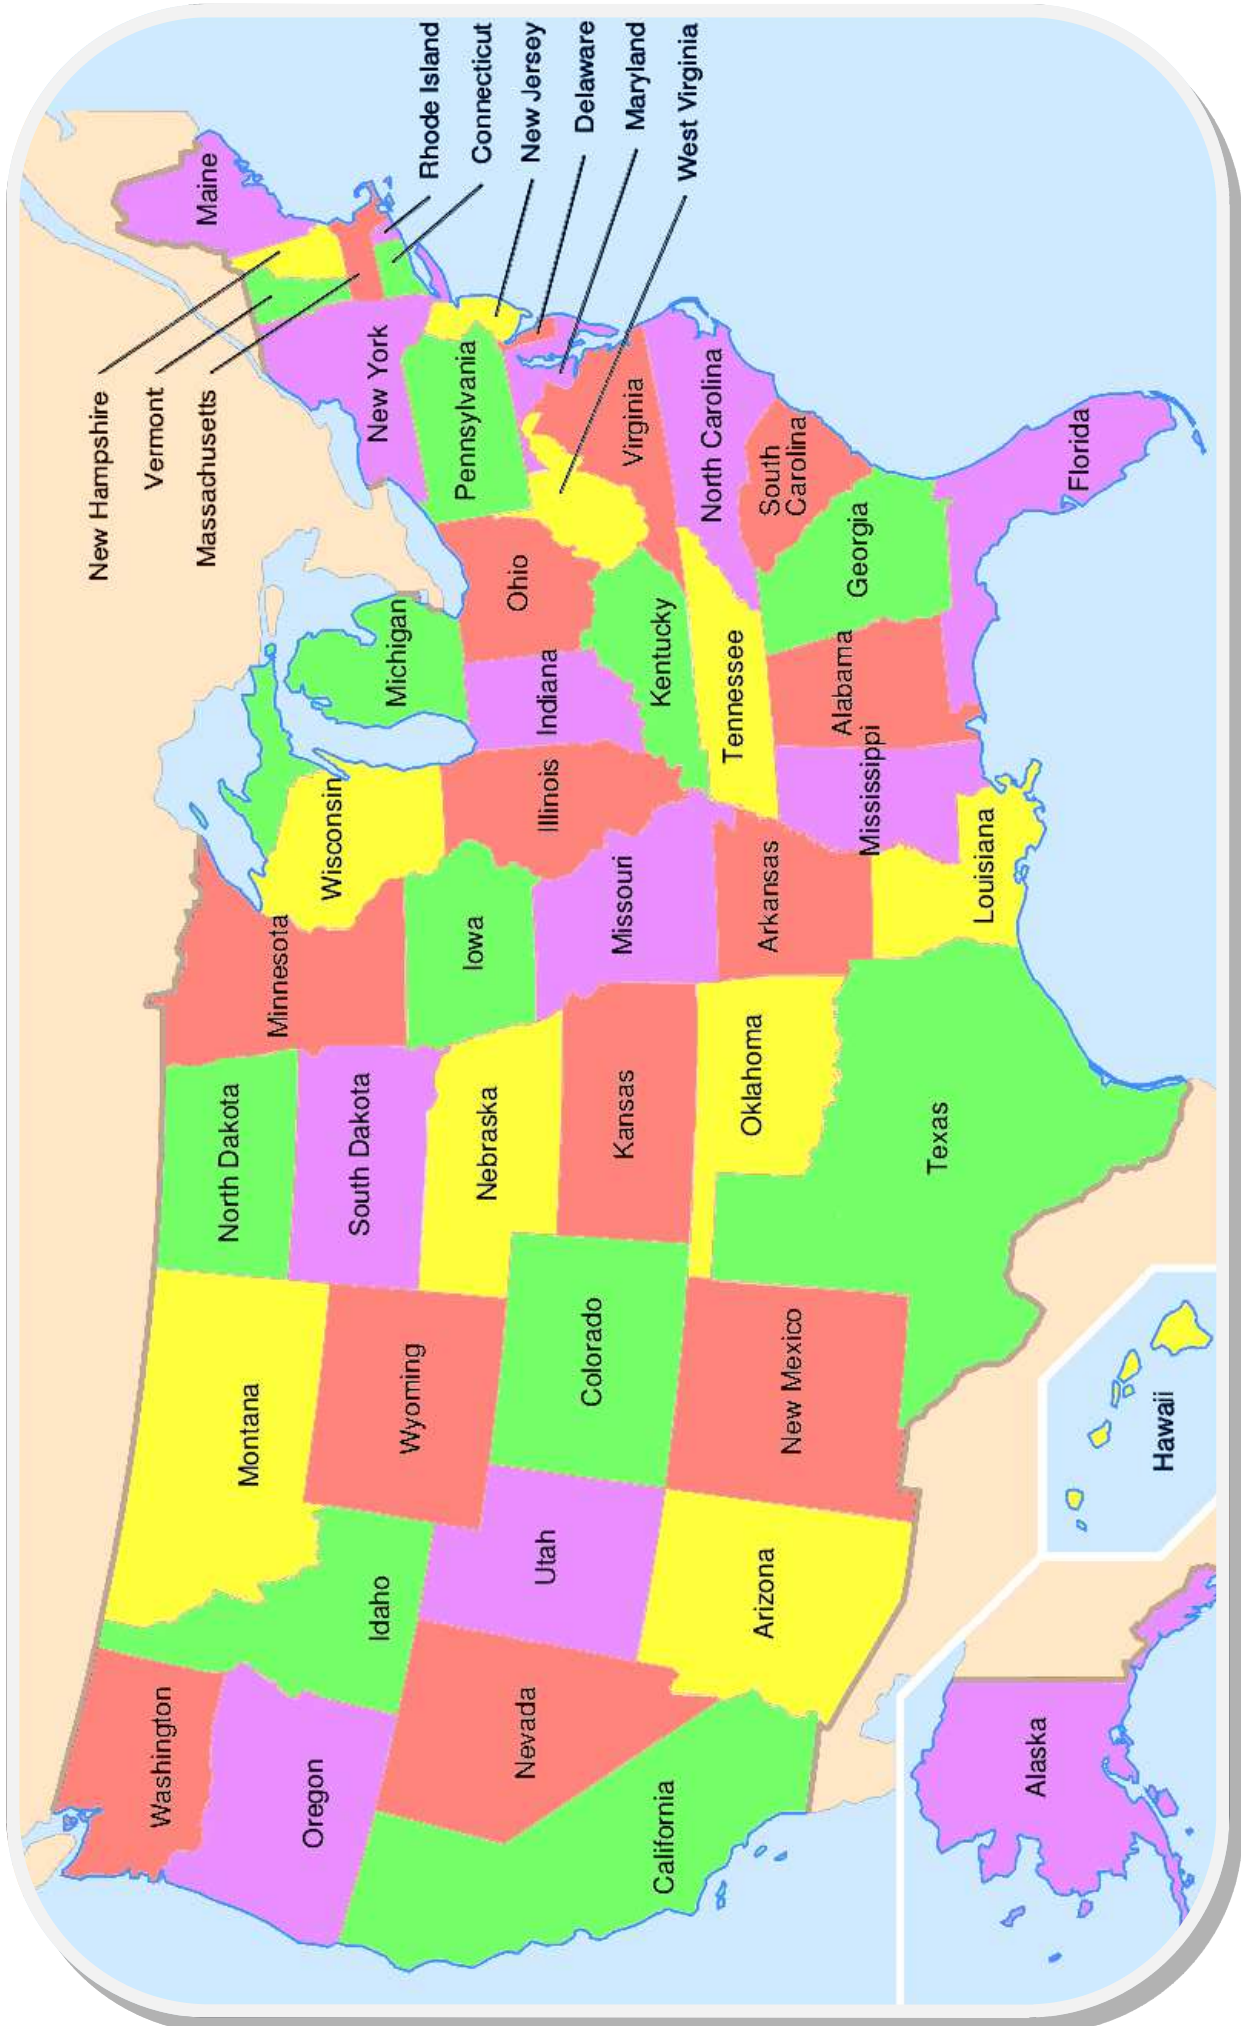 Washington
Oregon
California
Nevada
Idaho
Montana
Wyoming
Utah
Arizona
Colorado
New Mexico
North Dakota
South Dakota
Nebraska
Kansas
Oklahoma
Texas
Minnesota
Iowa
Missouri
Arkansas
Louisiana
Wisconsin
Illinois
Mississippi
Michigan
Indiana
Kentucky
Tennessee
Alabama
Ohio
Georgia
Florida
South
Carolina
North Carolina
Virginia
Pennsylvania
New York
Maine
New Hampshire
Vermont
Massachusetts
Rhode Island
Connecticut
New Jersey
Delaware
Maryland
West Virginia
Alaska
Hawaii